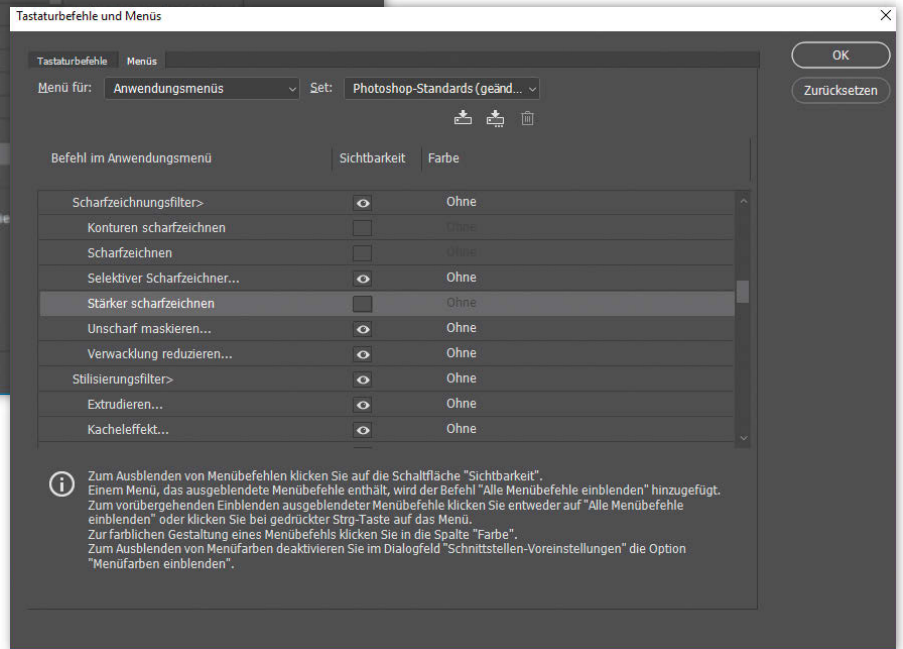 Tastaturbefehle und Menüs
Tastaturbefehle Menüs
OK
Menü für: Anwendungsmenüs Set: Photoshop-Standards (geänd...
Zurücksetzen
Befehl im Anwendungsmenü Sichtbarkeit Farbe
Scharfzeichnungsfilter> Ohne
Konturen scharfzeichnen Ohne
Scharfzeichnen Ohne
Selektiver Scharfzeichner... Ohne
Stärker scharfzeichnen Ohne
Unscharf maskieren... Ohne
Verwacklung reduzieren... Ohne
Stilisierungsfilter> Ohne
Extrudieren... Ohne
Kacheleffekt... Ohne
Zum Ausblenden von Menübefehlen klicken Sie auf die Schaltfläche "Sichtbarkeit".
Einem Menü, das ausgeblendete Menübefehle enthält, wird der Befehl "Alle Menübefehle einblenden" hinzugefügt.
Zum vorübergehenden Einblenden ausgeblendeter Menübefehle klicken Sie entweder auf "Alle Menübefehle
einblenden" oder klicken Sie bei gedrückter Strg-Taste auf das Menü.
Zur farblichen Gestaltung eines Menübefehls klicken Sie in die Spalte "Farbe".
Zum Ausblenden von Menüfarben deaktivieren Sie im Dialogfeld "Schnittstellen-Voreinstellungen" die Option
"Menüfarben einblenden".